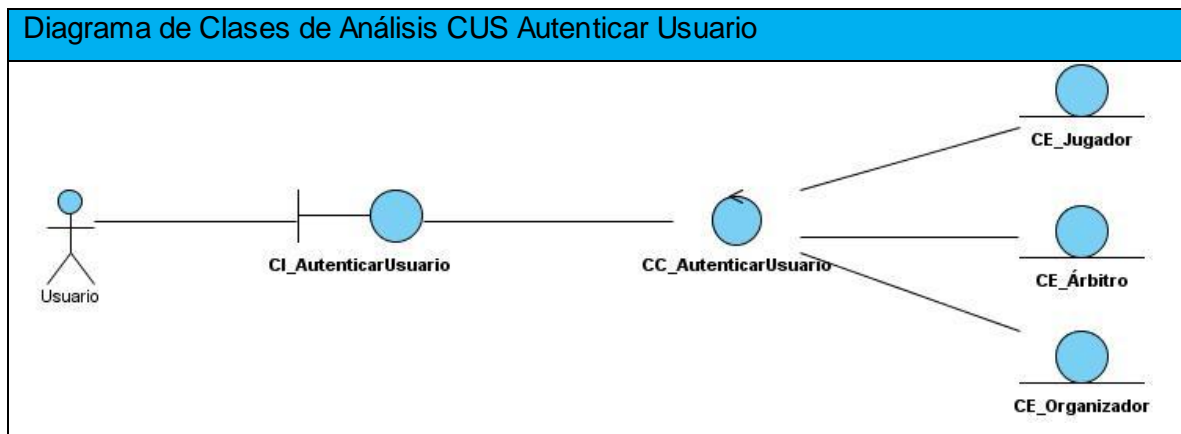 Diagrama de Clases de Análisis CUS Autenticar Usuario
CE_Jugador
Usuario
CI_AutenticarUsuario
CC_AutenticarUsuario
CE_Árbitro
CE_Organizador